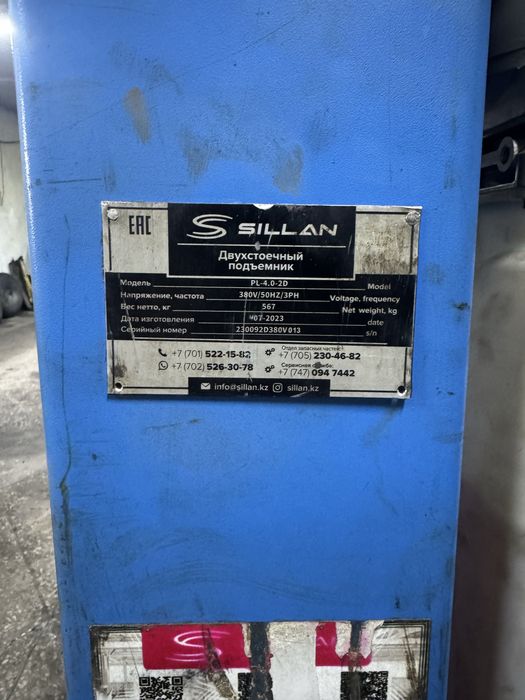 EAC
SILLAN
Двухстоечный
подъемник
Модель PL-4.0-2D Model
Напряжение, частота 380V/50HZ/3PH Voltage, frequency
Вес нетто, кг 567 Net weight, kg
Дата изготовления 07-2023 date
Серийный номер 230092D380V013 s/n
+7 (701) 522-15-82 Отдел запасных частей: +7 (705) 230-46-82
+7 (702) 526-30-78 Сервисная служба: +7 (747) 094 7442
info@sillan.kz sillan.kz